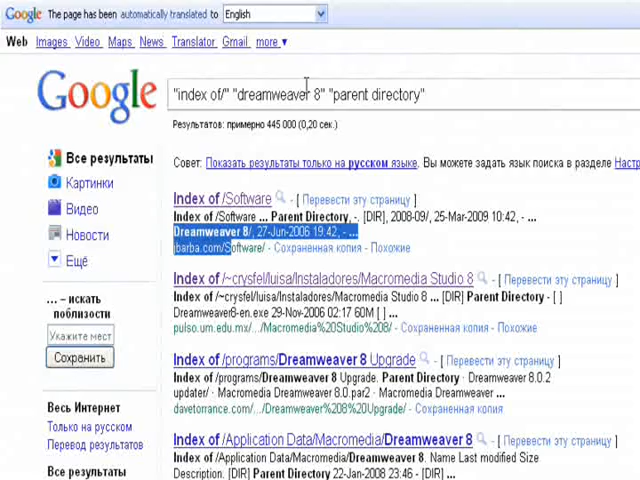 Google The page has been automatically translated to English
Web Images Video Maps News Translator Gmail more ▼
Google
"index of/" "dreamweaver 8" "parent directory"
Результатов: примерно 445 000 (0,20 сек.)
Все результаты
Картинки
Видео
Новости
Ещё
... – искать
поблизости
Укажите мест
Сохранить
Весь Интернет
Только на русском
Перевод результатов
Все результаты
Совет: Показать результаты только на русском языке. Вы можете задать язык поиска в разделе Настр
Index of /Software - [ Перевести эту страницу ]
Index of /Software ... Parent Directory, -. [DIR], 2008-09/, 25-Mar-2009 10:42, - ...
Dreamweaver 8/, 27-Jun-2006 19:42, - ...
jbarba.com/Software/ - Сохраненная копия - Похожие
Index of /~crysfel/luisa/Instaladores/Macromedia Studio 8 - [ Перевести эту страницу ]
Index of /~crysfel/luisa/Instaladores/Macromedia Studio 8 ... [DIR] Parent Directory - [ ]
Dreamweaver8-en.exe 29-Nov-2006 02:17 60M [ ] ...
pulso.um.edu.mx/.../Macromedia%20Studio%208/ - Сохраненная копия - Похожие
Index of /programs/Dreamweaver 8 Upgrade - [ Перевести эту страницу ]
Index of /programs/Dreamweaver 8 Upgrade. Parent Directory · Dreamweaver 8.0.2
updater/ · Macromedia Dreamweaver 8.0.par2 · Macromedia Dreamweaver ...
davetorrance.com/.../Dreamweaver%208%20Upgrade/ - Сохраненная копия
Index of /Application Data/Macromedia/Dreamweaver 8 - [ Перевести эту страницу ]
Index of /Application Data/Macromedia/Dreamweaver 8. Name Last modified Size
Description. [DIR] Parent Directory 22-Jan-2008 23:46 - [DIR] ...